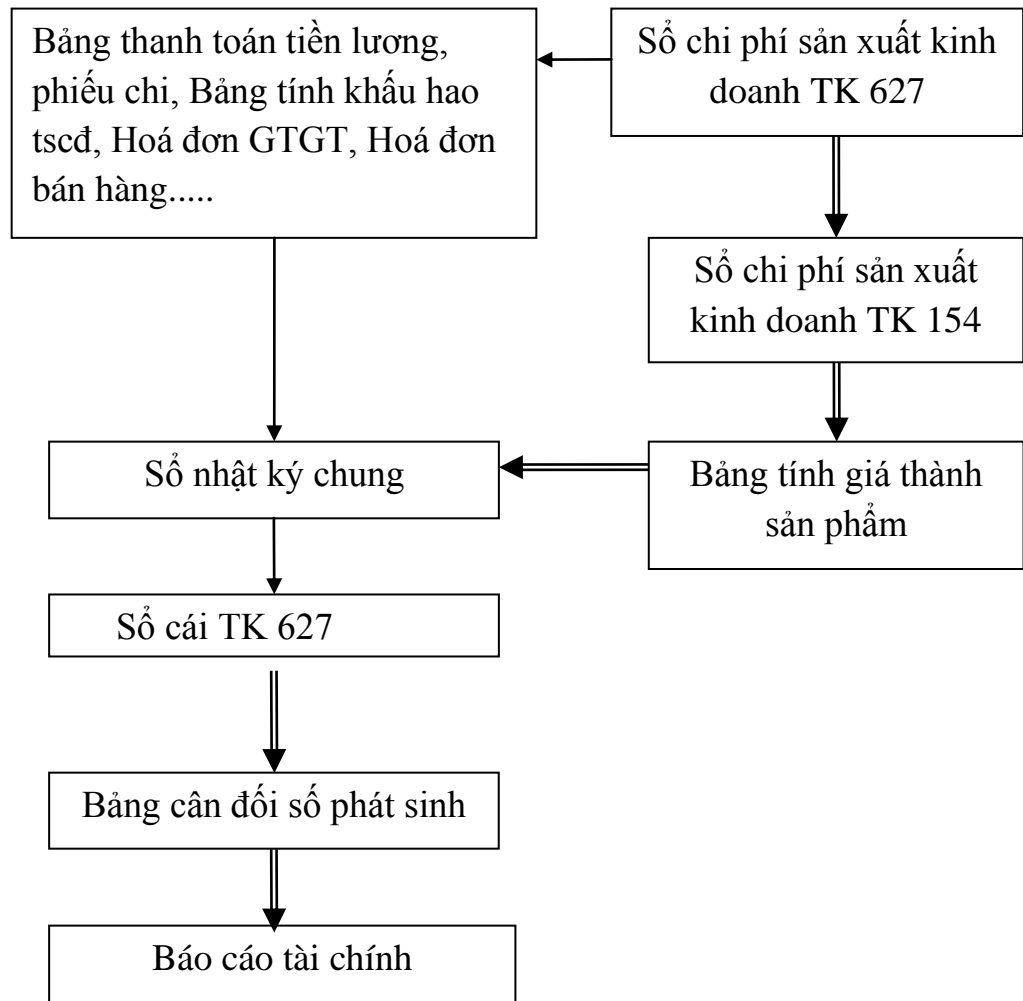 Bảng thanh toán tiền lương,
phiếu chi, Bảng tính khấu hao
tscđ, Hoá đơn GTGT, Hoá đơn
bán hàng.....
Sổ chi phí sản xuất kinh
doanh TK 627
Sổ chi phí sản xuất
kinh doanh TK 154
Sổ nhật ký chung
Bảng tính giá thành
sản phẩm
Sổ cái TK 627
Bảng cân đối số phát sinh
Báo cáo tài chính